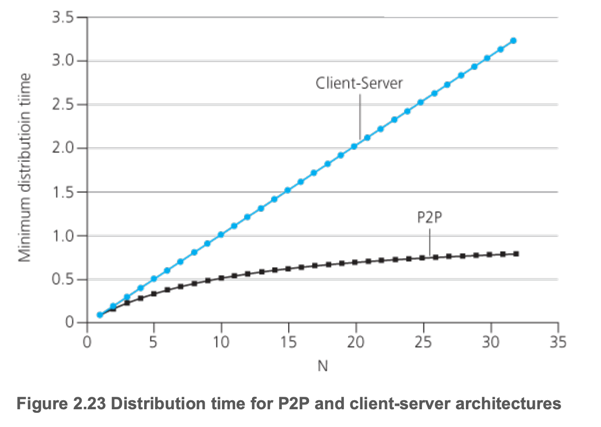 3.5
3.0
Client-Server
2.5
2.0
1.5
P2P
1.0
0.5
0
0 5 10 15 20 25 30 35
N
Minimum distributioin tiime
Figure 2.23 Distribution time for P2P and client-server architectures